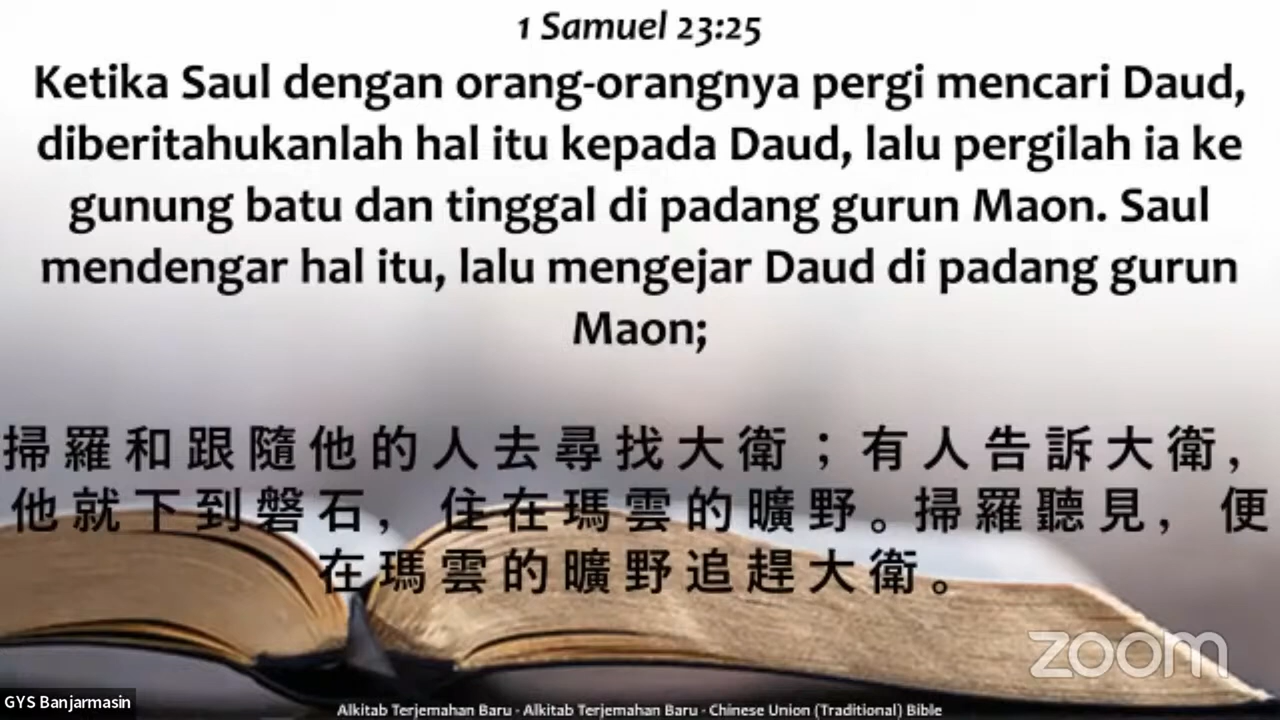 1 Samuel 23:25
Ketika Saul dengan orang-orangnya pergi mencari Daud,
diberitahukanlah hal itu kepada Daud, lalu pergilah ia ke
gunung batu dan tinggal di padang gurun Maon. Saul
mendengar hal itu, lalu mengejar Daud di padang gurun
Maon;
掃羅和跟隨他的人去尋找大衛；有人告訴大衛，
他就下到磐石，住在瑪雲的曠野。掃羅聽見，便
在瑪雲的曠野追趕大衛。
zoom
GYS Banjarmasin
Alkitab Terjemahan Baru - Alkitab Terjemahan Baru - Chinese Union (Traditional) Bible